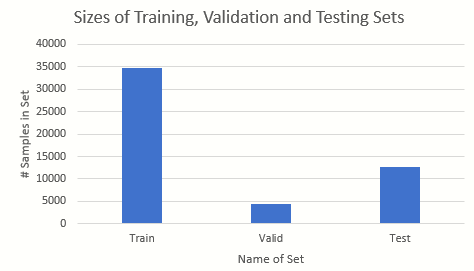 Sizes of Training, Validation and Testing Sets
40000
35000
30000
25000
20000
15000
10000
5000
0
# Samples in Set
Train Valid Test
Name of Set